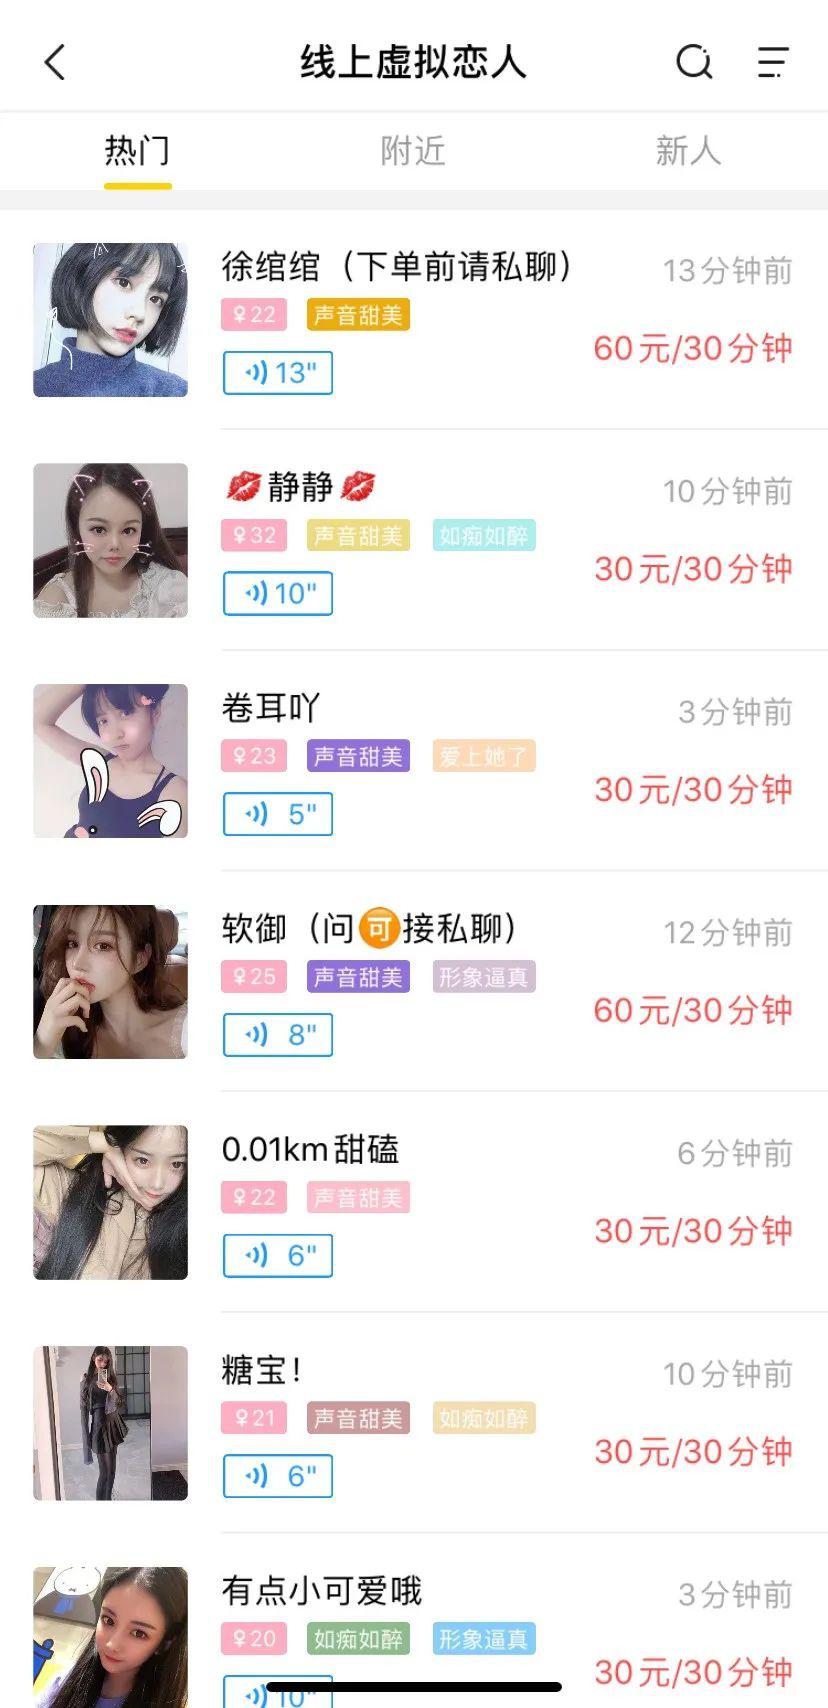 线上虚拟恋人
热门 附近 新人
徐绾绾（下单前请私聊） 13分钟前
♀22 声音甜美
60元/30分钟
13"
💋静静💋 10分钟前
♀32 声音甜美 如痴如醉
30元/30分钟
10"
卷耳吖 3分钟前
♀23 声音甜美 爱上她了
30元/30分钟
5"
软御（问🉑接私聊） 12分钟前
♀25 声音甜美 形象逼真
60元/30分钟
8"
0.01km甜磕 6分钟前
♀22 声音甜美
30元/30分钟
6"
糖宝！ 10分钟前
♀21 声音甜美 如痴如醉
30元/30分钟
6"
有点小可爱哦 3分钟前
♀20 如痴如醉 形象逼真
30元/30分钟
10"